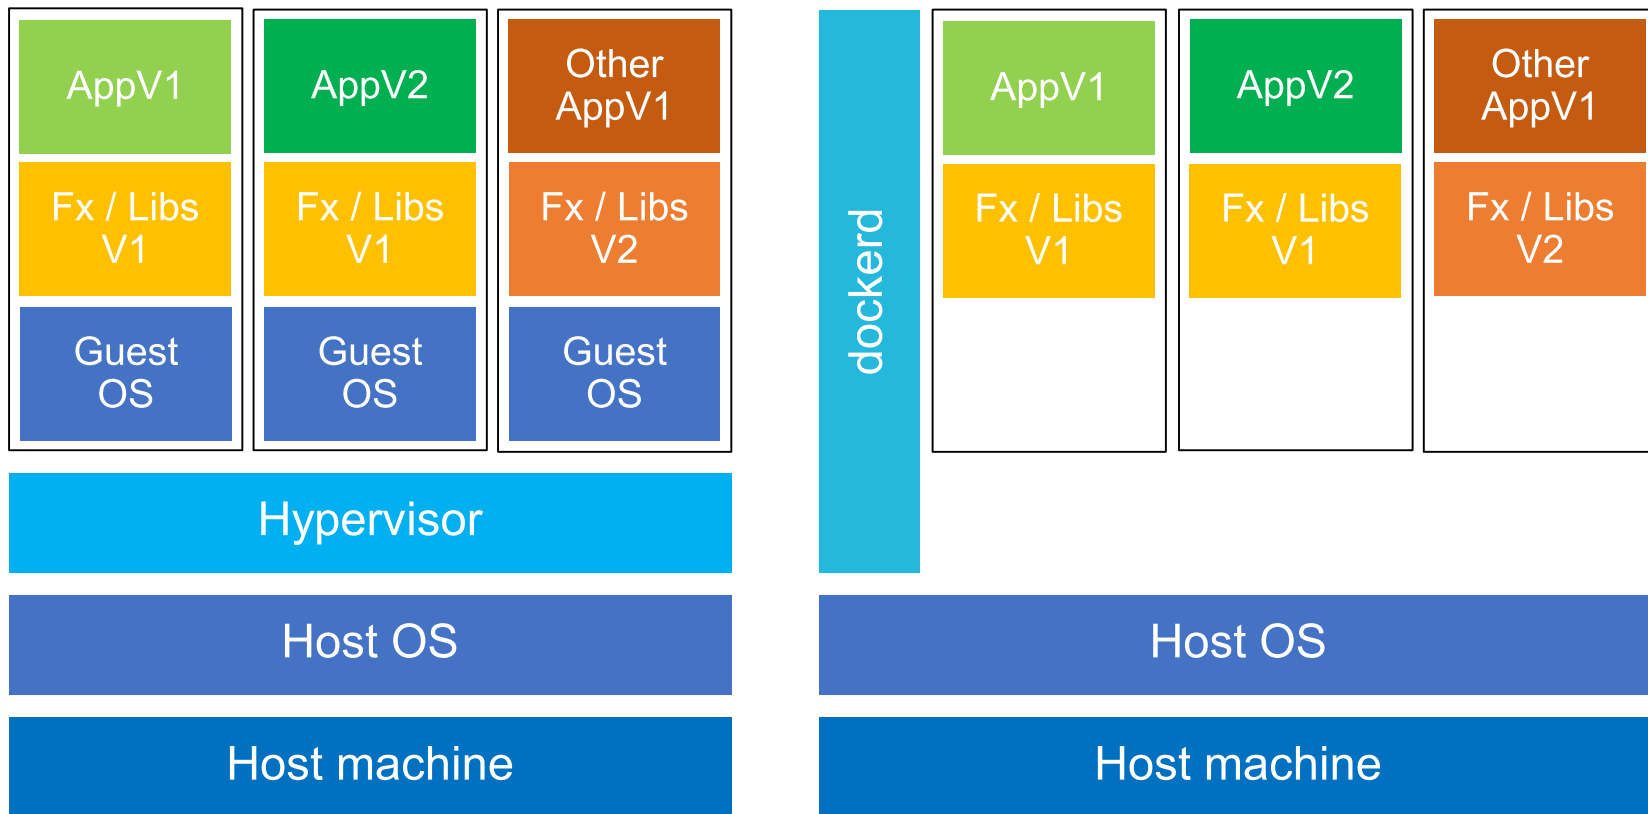 AppV1
AppV2
Other
AppV1
Fx / Libs
V1
Fx / Libs
V1
Fx / Libs
V2
Guest
OS
Guest
OS
Guest
OS
Hypervisor
Host OS
Host machine
dockerd
AppV1
AppV2
Other
AppV1
Fx / Libs
V1
Fx / Libs
V1
Fx / Libs
V2
Host OS
Host machine